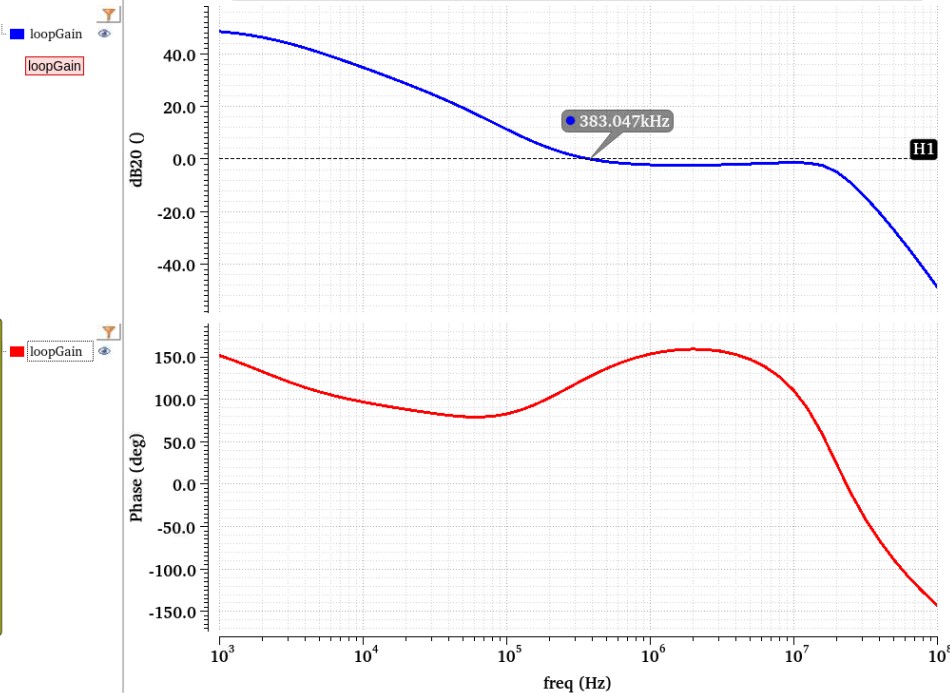 loopGain
loopGain
dB20 ()
40.0
20.0
0.0
-20.0
-40.0
383.047kHz
H1
loopGain
Phase (deg)
150.0
100.0
50.0
0.0
-50.0
-100.0
-150.0
10³ 10⁴ 10⁵ 10⁶ 10⁷ 10⁸
freq (Hz)